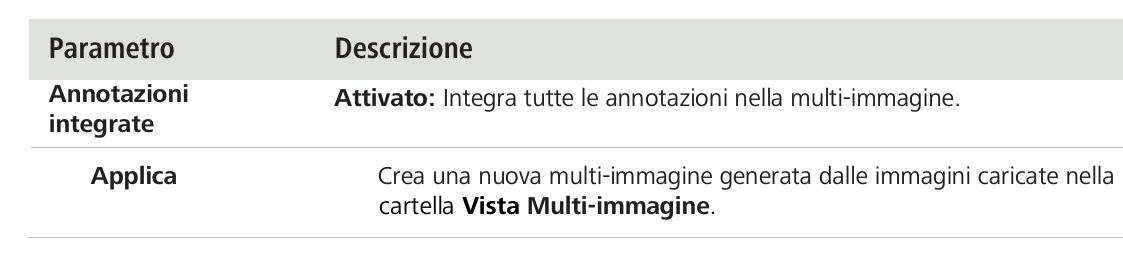 Parametro Descrizione
Annotazioni Attivato: Integra tutte le annotazioni nella multi-immagine.
integrate
Applica Crea una nuova multi-immagine generata dalle immagini caricate nella
cartella Vista Multi-immagine.